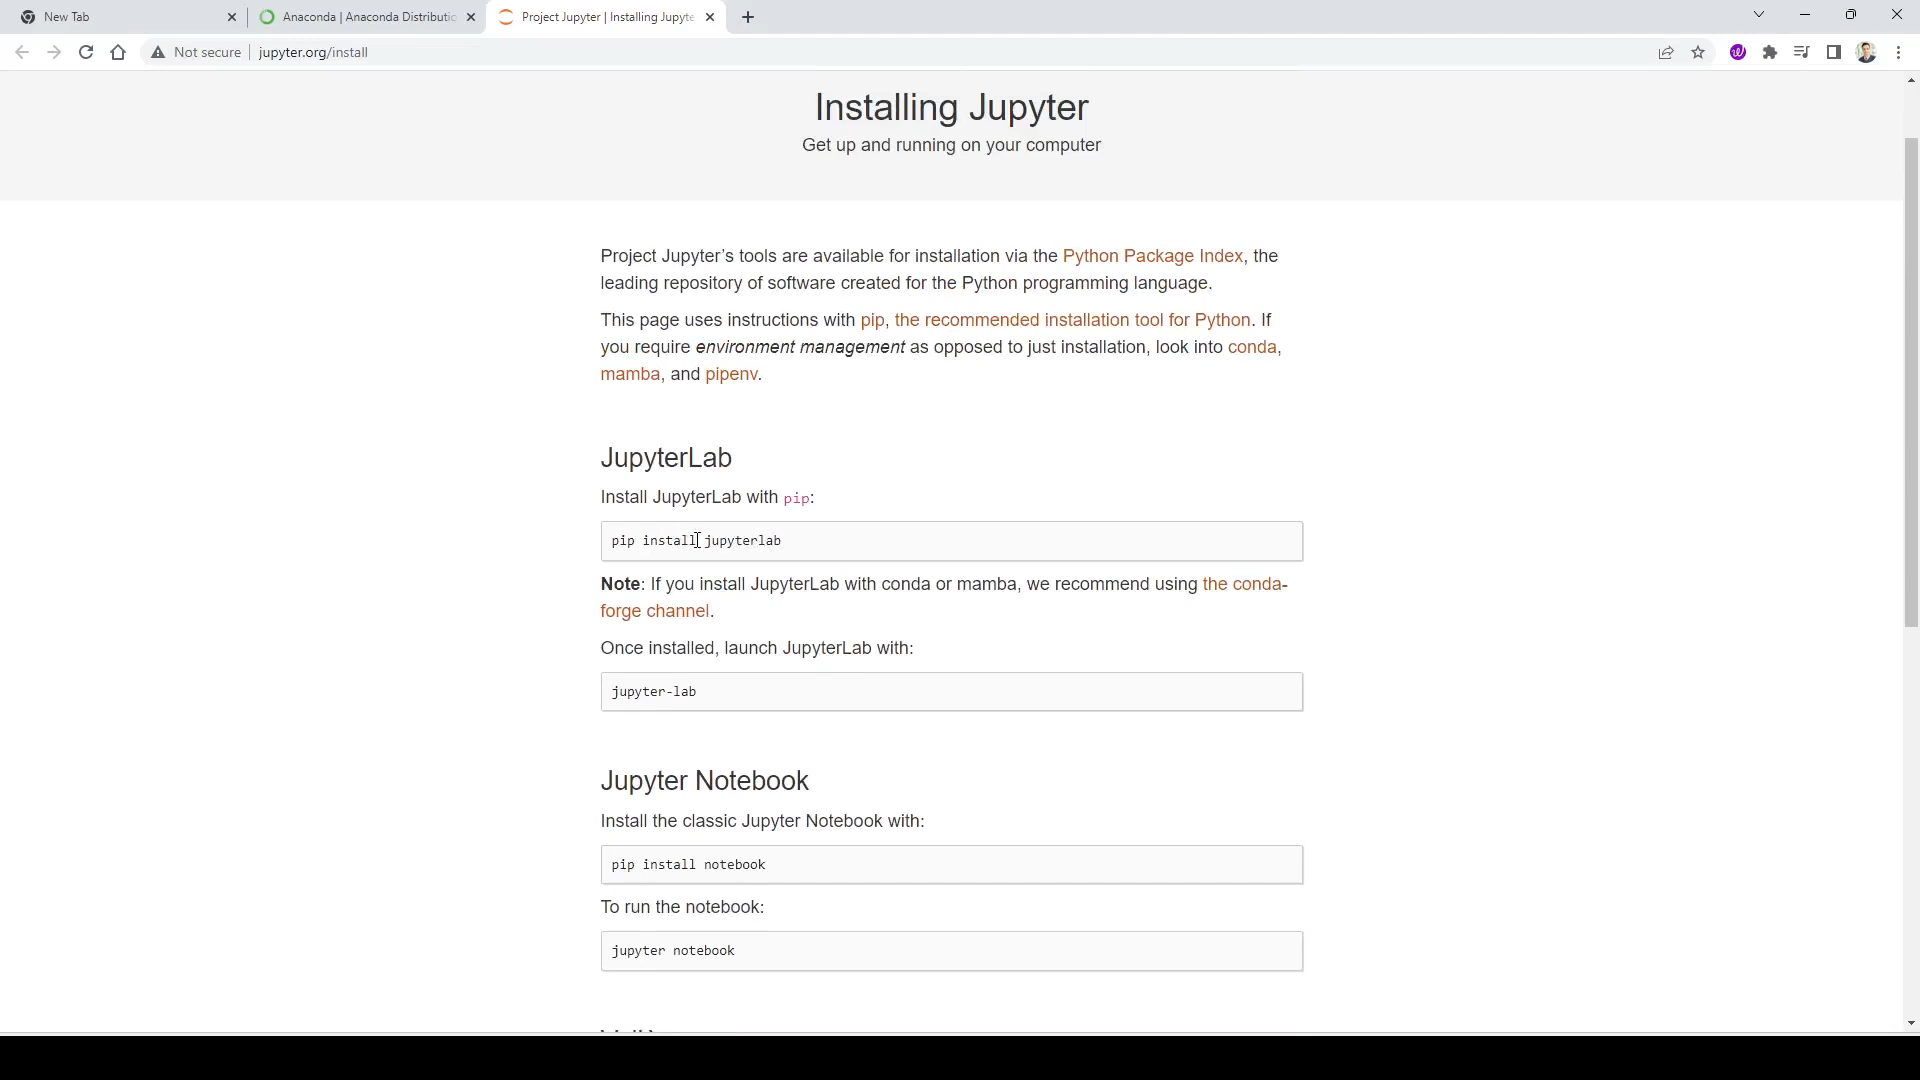 New Tab
Anaconda | Anaconda Distributio
Project Jupyter | Installing Jupyte
Not secure
jupyter.org/install
Installing Jupyter
Get up and running on your computer
Project Jupyter’s tools are available for installation via the Python Package Index, the
leading repository of software created for the Python programming language.
This page uses instructions with pip, the recommended installation tool for Python. If
you require environment management as opposed to just installation, look into conda,
mamba, and pipenv.
JupyterLab
Install JupyterLab with pip:
pip install jupyterlab
Note: If you install JupyterLab with conda or mamba, we recommend using the conda-
forge channel.
Once installed, launch JupyterLab with:
jupyter-lab
Jupyter Notebook
Install the classic Jupyter Notebook with:
pip install notebook
To run the notebook:
jupyter notebook